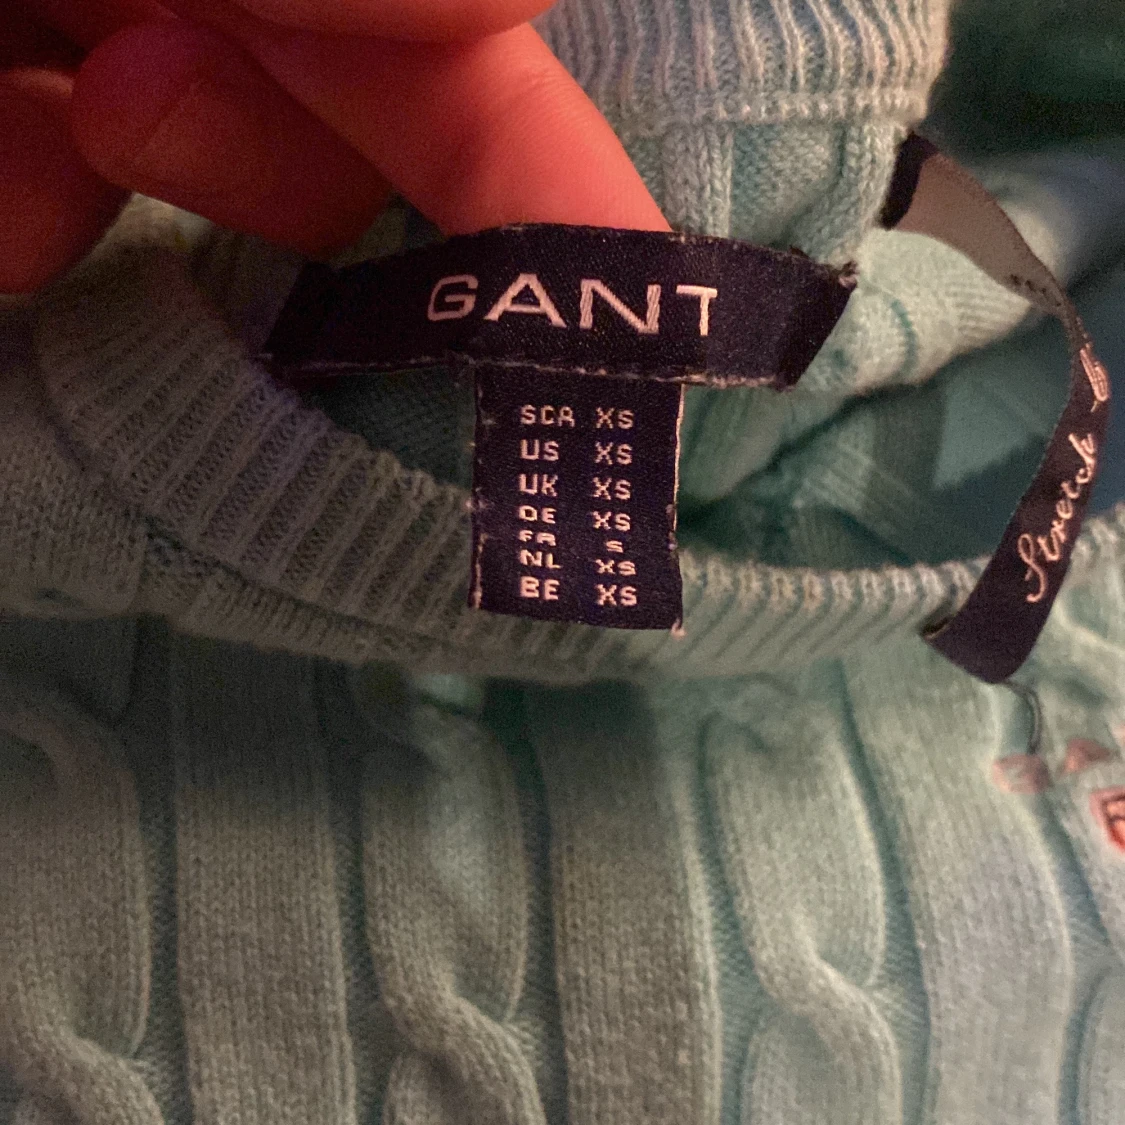 GANT
SCA XS
US XS
UK XS
DE XS
FR S
NL XS
BE XS
Stretch